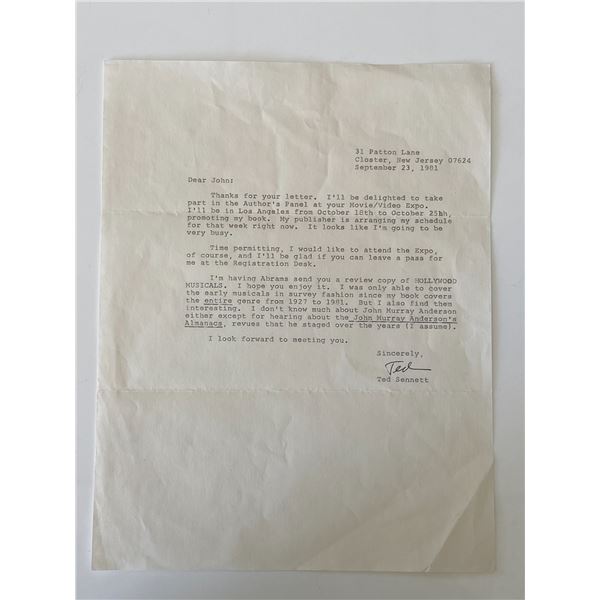 31 Patton Lane
Closter, New Jersey 07624
September 23, 1981
Dear John:
Thanks for your letter. I'll be delighted to take
part in the Author's Panel at your Movie/Video Expo.
I'll be in Los Angeles from October 18th to October 25hh,
promoting my book. My publisher is arranging my schedule
for that week right now. It looks like I'm going to be
very busy.
Time permitting, I would like to attend the Expo,
of course, and I'll be glad if you can leave a pass for
me at the Registration Desk.
I'm having Abrams send you a review copy of HOLLYWOOD
MUSICALS. I hope you enjoy it. I was only able to cover
the early musicals in survey fashion since my book covers
the entire genre from 1927 to 1981. But I also find them
interesting. I don't know much about John Murray Anderson
either except for hearing about the John Murray Anderson's
Almanacs, revues that he staged over the years (I assume).
I look forward to meeting you.
Sincerely,
Ted
Ted Sennett